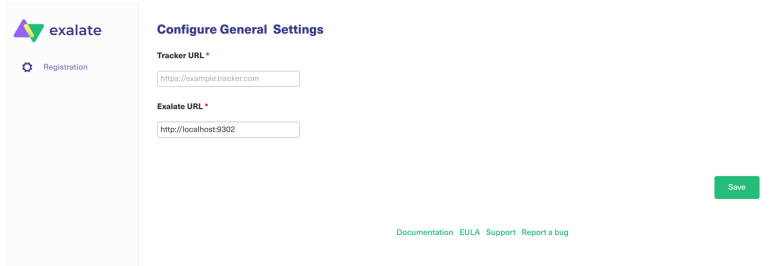 exalate
Registration
Configure General Settings
Tracker URL *
https://example.tracker.com
Exalate URL *
http://localhost:9302
Save
Documentation EULA Support Report a bug